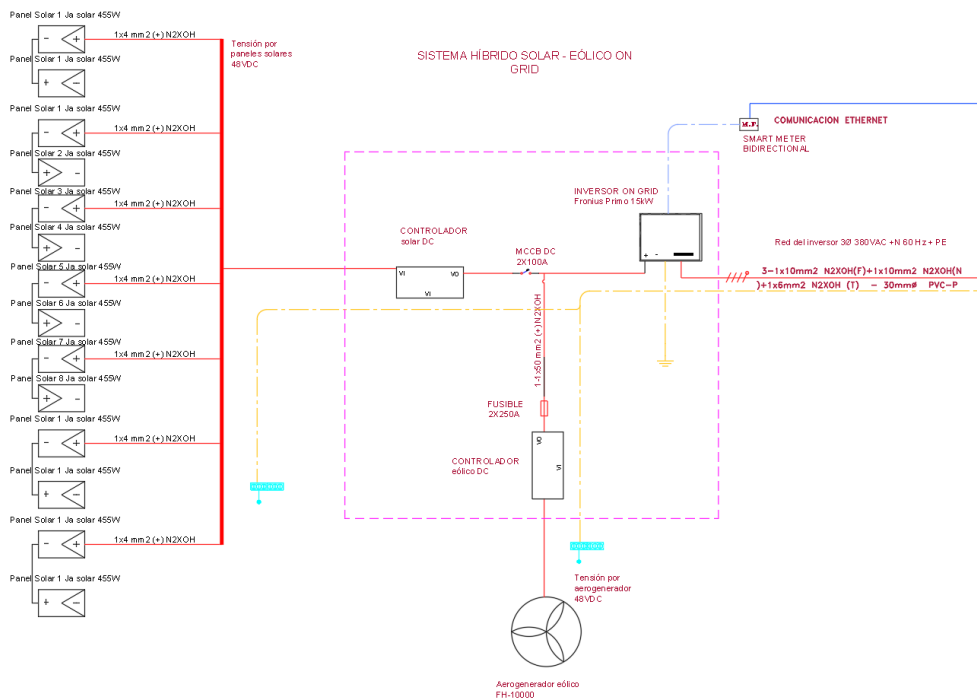 Panel Solar 1 Ja solar 455W
1x4 mm2 (+) N2XOH
Panel Solar 1 Ja solar 455W
Panel Solar 1 Ja solar 455W
1x4 mm2 (+) N2XOH
Panel Solar 2 Ja solar 455W
Panel Solar 3 Ja solar 455W
1x4 mm2 (+) N2XOH
Panel Solar 4 Ja solar 455W
Panel Solar 5 Ja solar 455W
1x4 mm2 (+) N2XOH
Panel Solar 6 Ja solar 455W
Panel Solar 7 Ja solar 455W
1x4 mm2 (+) N2XOH
Panel Solar 8 Ja solar 455W
Panel Solar 1 Ja solar 455W
1x4 mm2 (+) N2XOH
Panel Solar 1 Ja solar 455W
Panel Solar 1 Ja solar 455W
1x4 mm2 (+) N2XOH
Panel Solar 1 Ja solar 455W
Tensión por
paneles solares
48VDC
SISTEMA HÍBRIDO SOLAR - EÓLICO ON
GRID
M.F.
COMUNICACION ETHERNET
SMART METER
BIDIRECTIONAL
INVERSOR ON GRID
Fronius Primo 15kW
+ -
CONTROLADOR
solar DC
VI
VO
VI
MCCB DC
2X100A
Red del inversor 3Ø 380VAC +N 60 Hz + PE
3-1x10mm2 N2XOH(F)+1x10mm2 N2XOH(N
)+1x6mm2 N2XOH (T) - 30mmø PVC-P
1-1x50 mm2 (+) N2XOH
FUSIBLE
2X250A
CONTROLADOR
eólico DC
VO
VI
Tensión por
aerogenerador
48VDC
Aerogenerador eólico
FH-10000